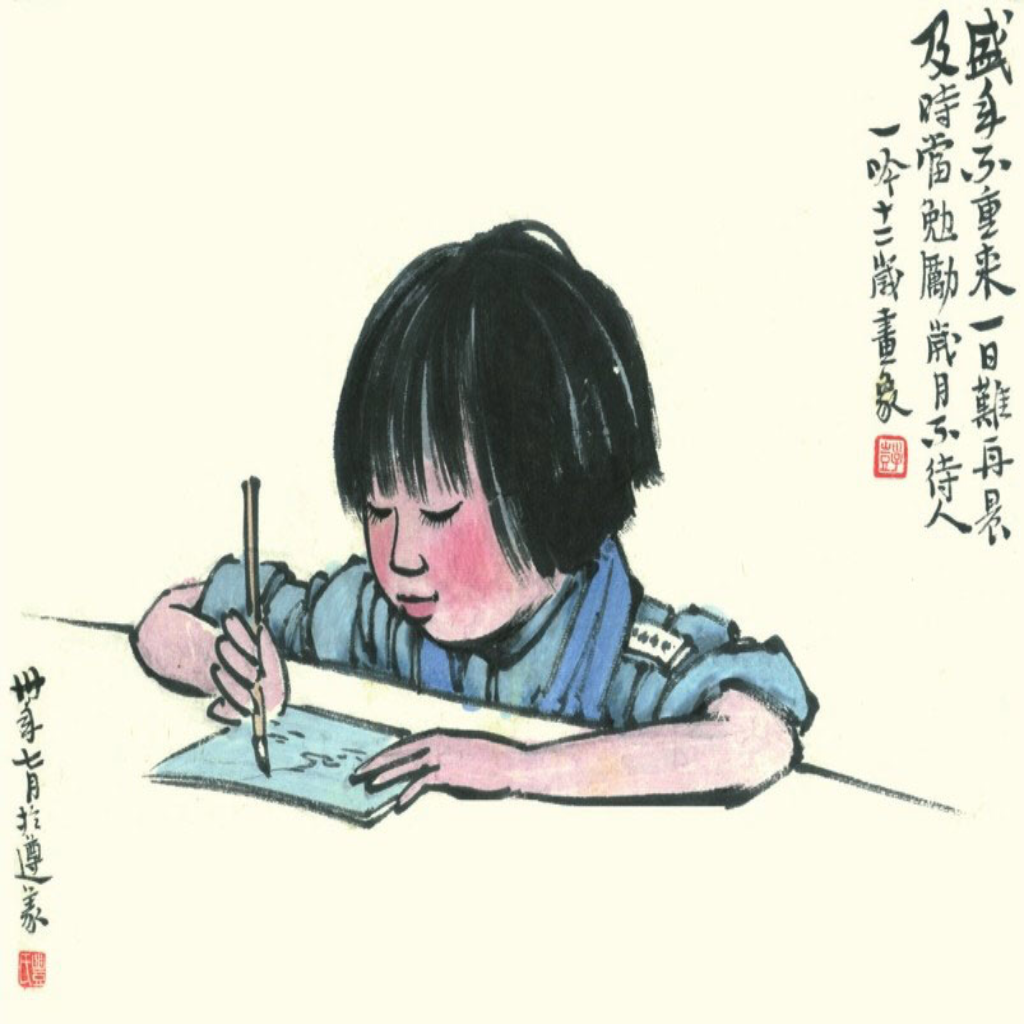 盛年不重来一日難再晨
及時當勉勵歲月不待人
一吟十二歲畫象
卅年七月於遵義